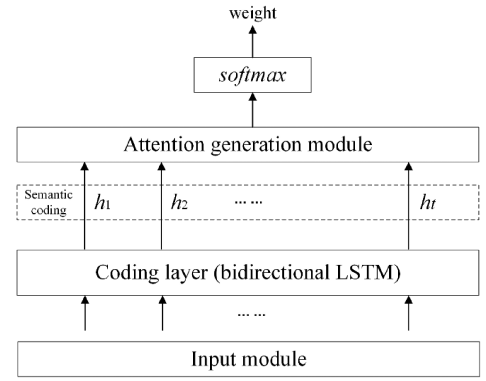 weight
softmax
Attention generation module
Semantic
coding
h1 h2 ...... ht
Coding layer (bidirectional LSTM)
......
Input module